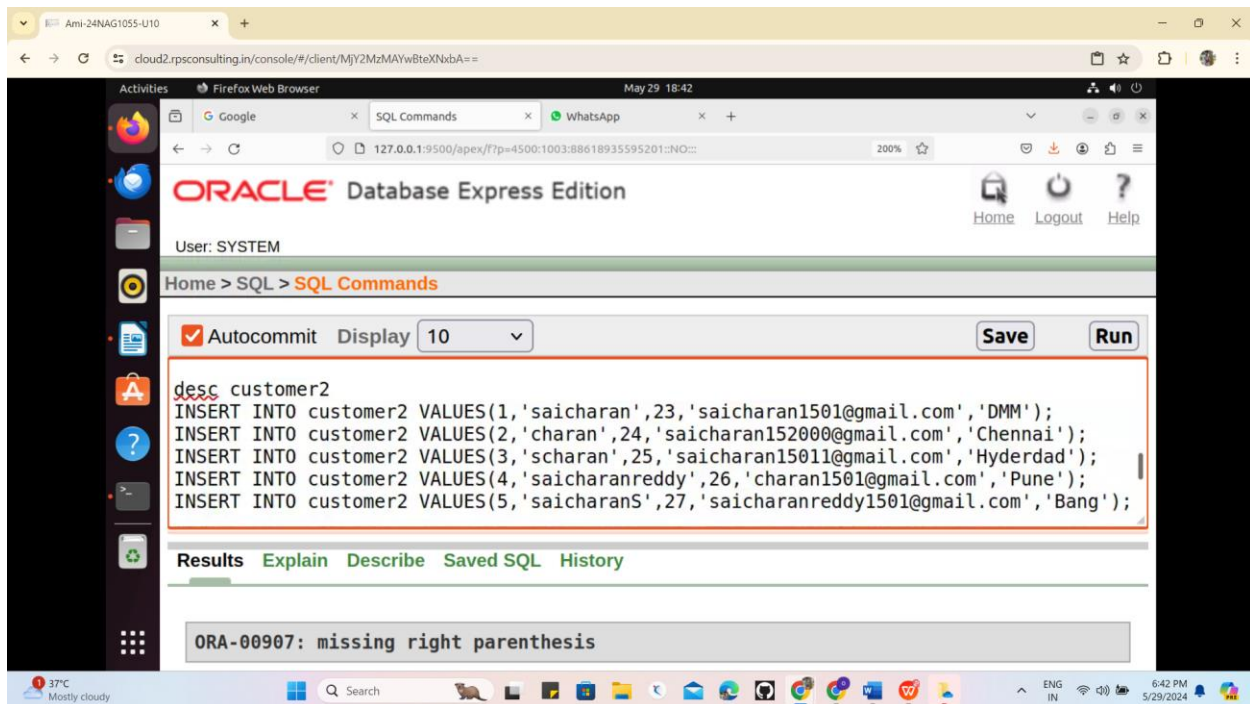 Ami-24NAG1055-U10
cloud2.rpsconsulting.in/console/#/client/MjY2MzMAYwBteXNxbA==
Activities Firefox Web Browser May 29 18:42
Google SQL Commands WhatsApp
127.0.0.1:9500/apex/f?p=4500:1003:88618935595201::NO::: 200%
ORACLE Database Express Edition
Home Logout Help
User: SYSTEM
Home > SQL > SQL Commands
Autocommit Display 10 Save Run
desc customer2
INSERT INTO customer2 VALUES(1,'saicharan',23,'saicharan1501@gmail.com','DMM');
INSERT INTO customer2 VALUES(2,'charan',24,'saicharan152000@gmail.com','Chennai');
INSERT INTO customer2 VALUES(3,'scharan',25,'saicharan15011@gmail.com','Hyderdad');
INSERT INTO customer2 VALUES(4,'saicharanreddy',26,'charan1501@gmail.com','Pune');
INSERT INTO customer2 VALUES(5,'saicharanS',27,'saicharanreddy1501@gmail.com','Bang');
Results Explain Describe Saved SQL History
ORA-00907: missing right parenthesis
1 37°C
Mostly cloudy
Search
ENG
IN
6:42 PM
5/29/2024